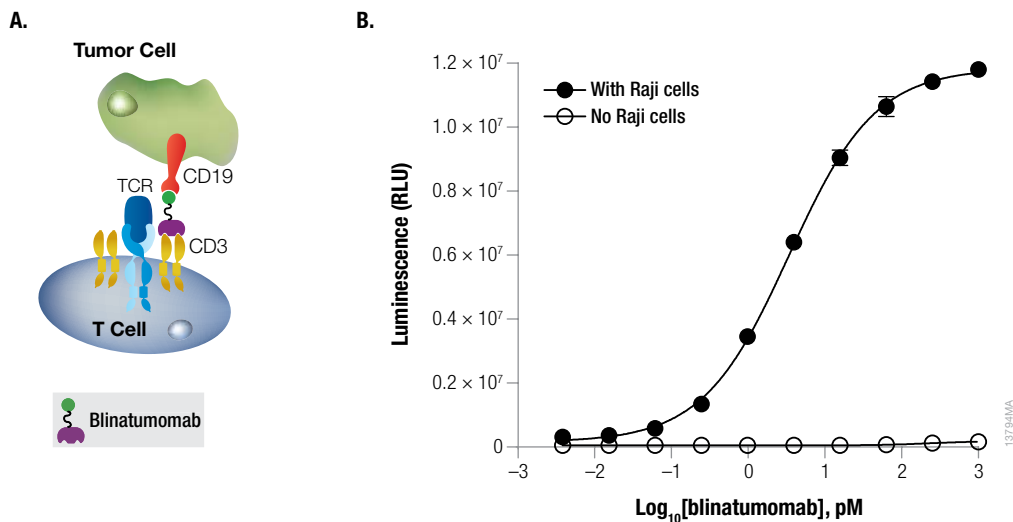 A.
Tumor Cell
TCR
CD19
CD3
T Cell
Blinatumomab
B.
Luminescence (RLU)
1.2 × 10⁷
1.0 × 10⁷
0.8 × 10⁷
0.6 × 10⁷
0.4 × 10⁷
0.2 × 10⁷
0
With Raji cells
No Raji cells
–3 –2 –1 0 1 2 3
Log₁₀[blinatumomab], pM
13794MA